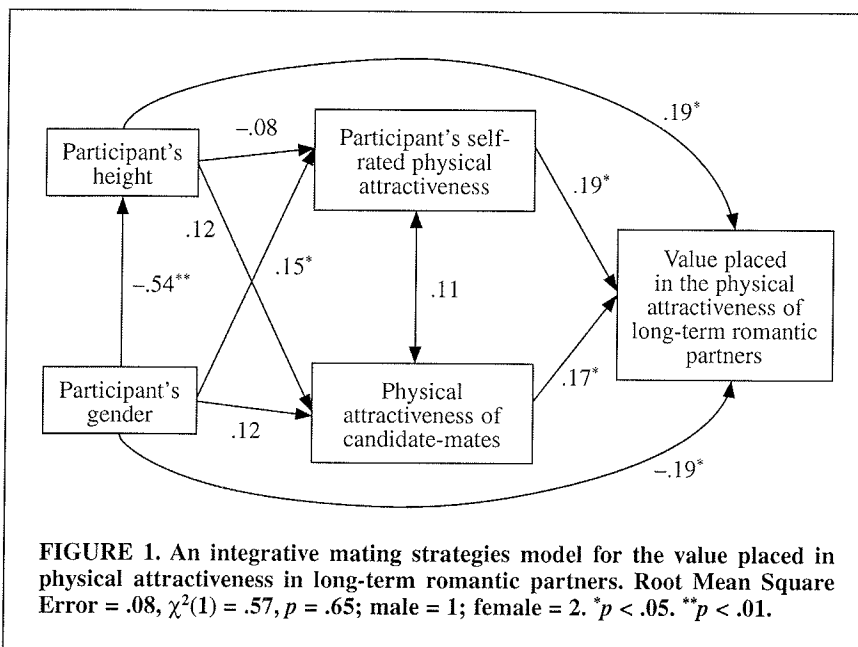 .19*
-.08
Participant's
height
Participant's self-
rated physical
attractiveness
.19*
.12
.15*
-.54**
.11
Value placed
in the physical
attractiveness of
long-term romantic
partners
Participant's
gender
.12
Physical
attractiveness of
candidate-mates
.17*
-.19*
FIGURE 1. An integrative mating strategies model for the value placed in
physical attractiveness in long-term romantic partners. Root Mean Square
Error = .08, χ²(1) = .57, p = .65; male = 1; female = 2. *p < .05. **p < .01.